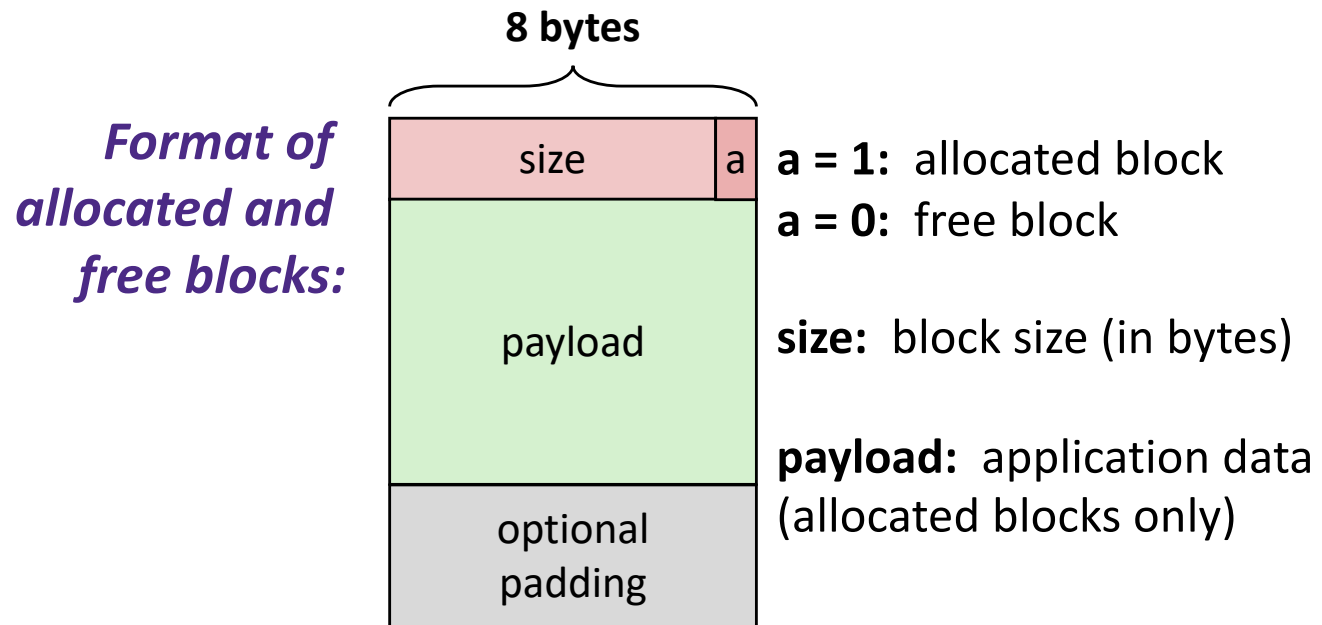 8 bytes
Format of
allocated and
free blocks:
size
a
a = 1: allocated block
a = 0: free block
payload
size: block size (in bytes)
payload: application data
(allocated blocks only)
optional
padding